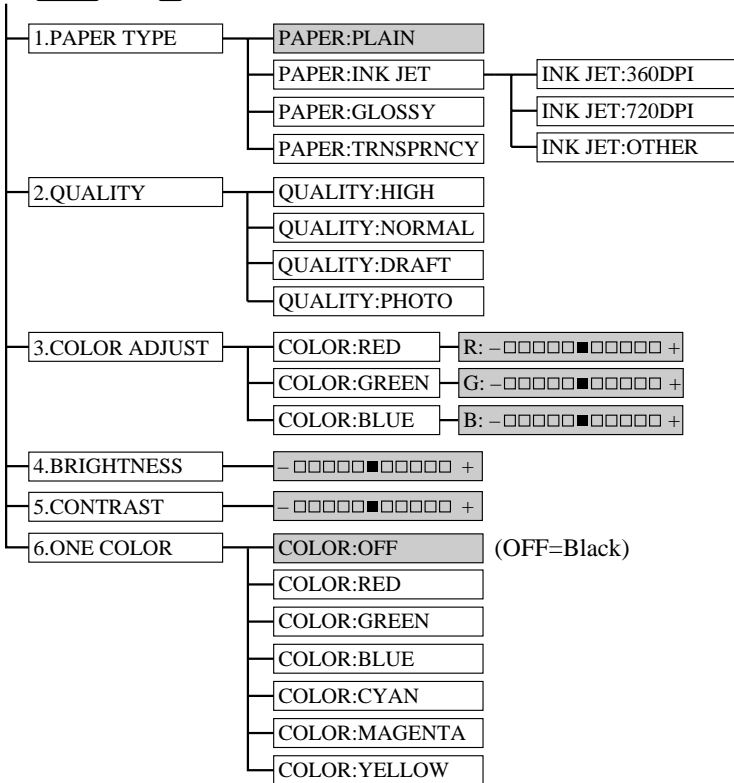 1.PAPER TYPE
PAPER:PLAIN
PAPER:INK JET
INK JET:360DPI
INK JET:720DPI
INK JET:OTHER
PAPER:GLOSSY
PAPER:TRNSPRNCY
2.QUALITY
QUALITY:HIGH
QUALITY:NORMAL
QUALITY:DRAFT
QUALITY:PHOTO
3.COLOR ADJUST
COLOR:RED R: –□□□□□■□□□□□ +
COLOR:GREEN G: –□□□□□■□□□□□ +
COLOR:BLUE B: –□□□□□■□□□□□ +
4.BRIGHTNESS – □□□□□■□□□□□ +
5.CONTRAST – □□□□□■□□□□□ +
6.ONE COLOR
COLOR:OFF (OFF=Black)
COLOR:RED
COLOR:GREEN
COLOR:BLUE
COLOR:CYAN
COLOR:MAGENTA
COLOR:YELLOW